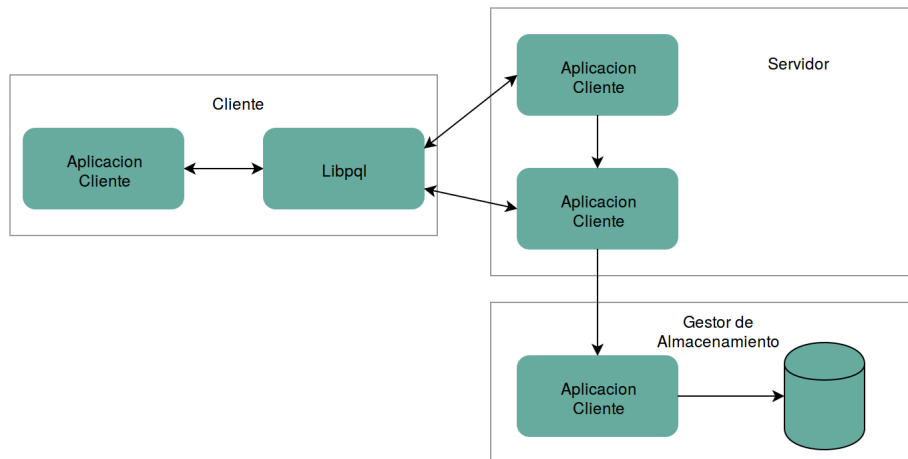 Cliente
Aplicacion
Cliente
Libpql
Servidor
Aplicacion
Cliente
Aplicacion
Cliente
Gestor de
Almacenamiento
Aplicacion
Cliente